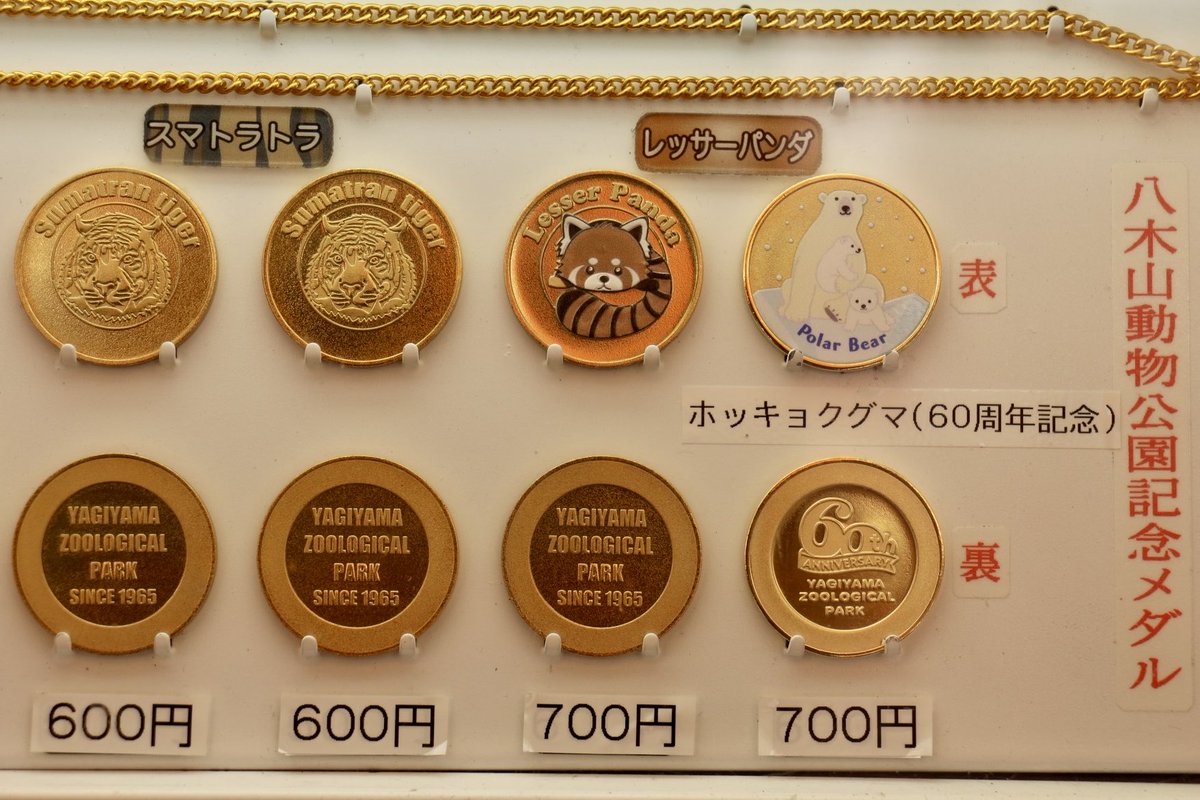 スマトラトラ
レッサーパンダ
Sumatran tiger
Sumatran tiger
Lesser Panda
Polar Bear
表
八木山動物公園記念メダル
ホッキョクグマ(60周年記念)
YAGIYAMA
ZOOLOGICAL
PARK
SINCE 1965
YAGIYAMA
ZOOLOGICAL
PARK
SINCE 1965
YAGIYAMA
ZOOLOGICAL
PARK
SINCE 1965
60th
ANNIVERSARY
YAGIYAMA
ZOOLOGICAL
PARK
裏
600円
600円
700円
700円